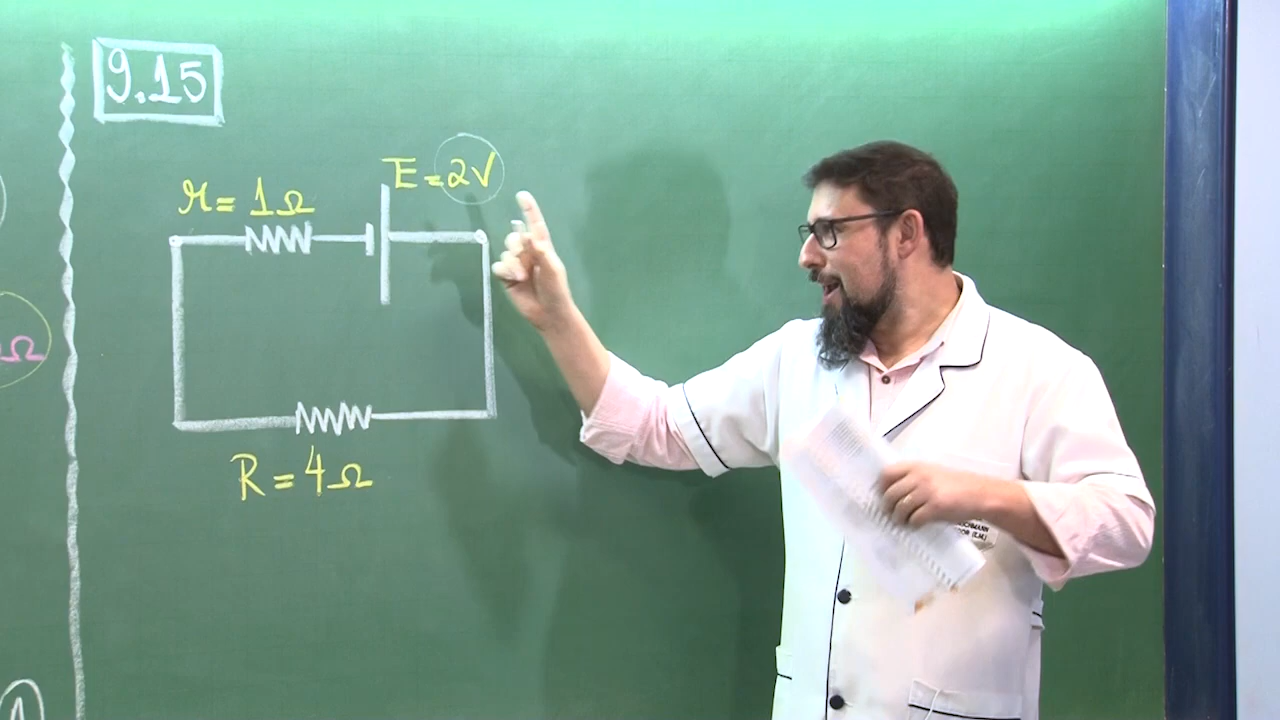 9.15
r = 1Ω
E = 2V
R = 4Ω
Ω